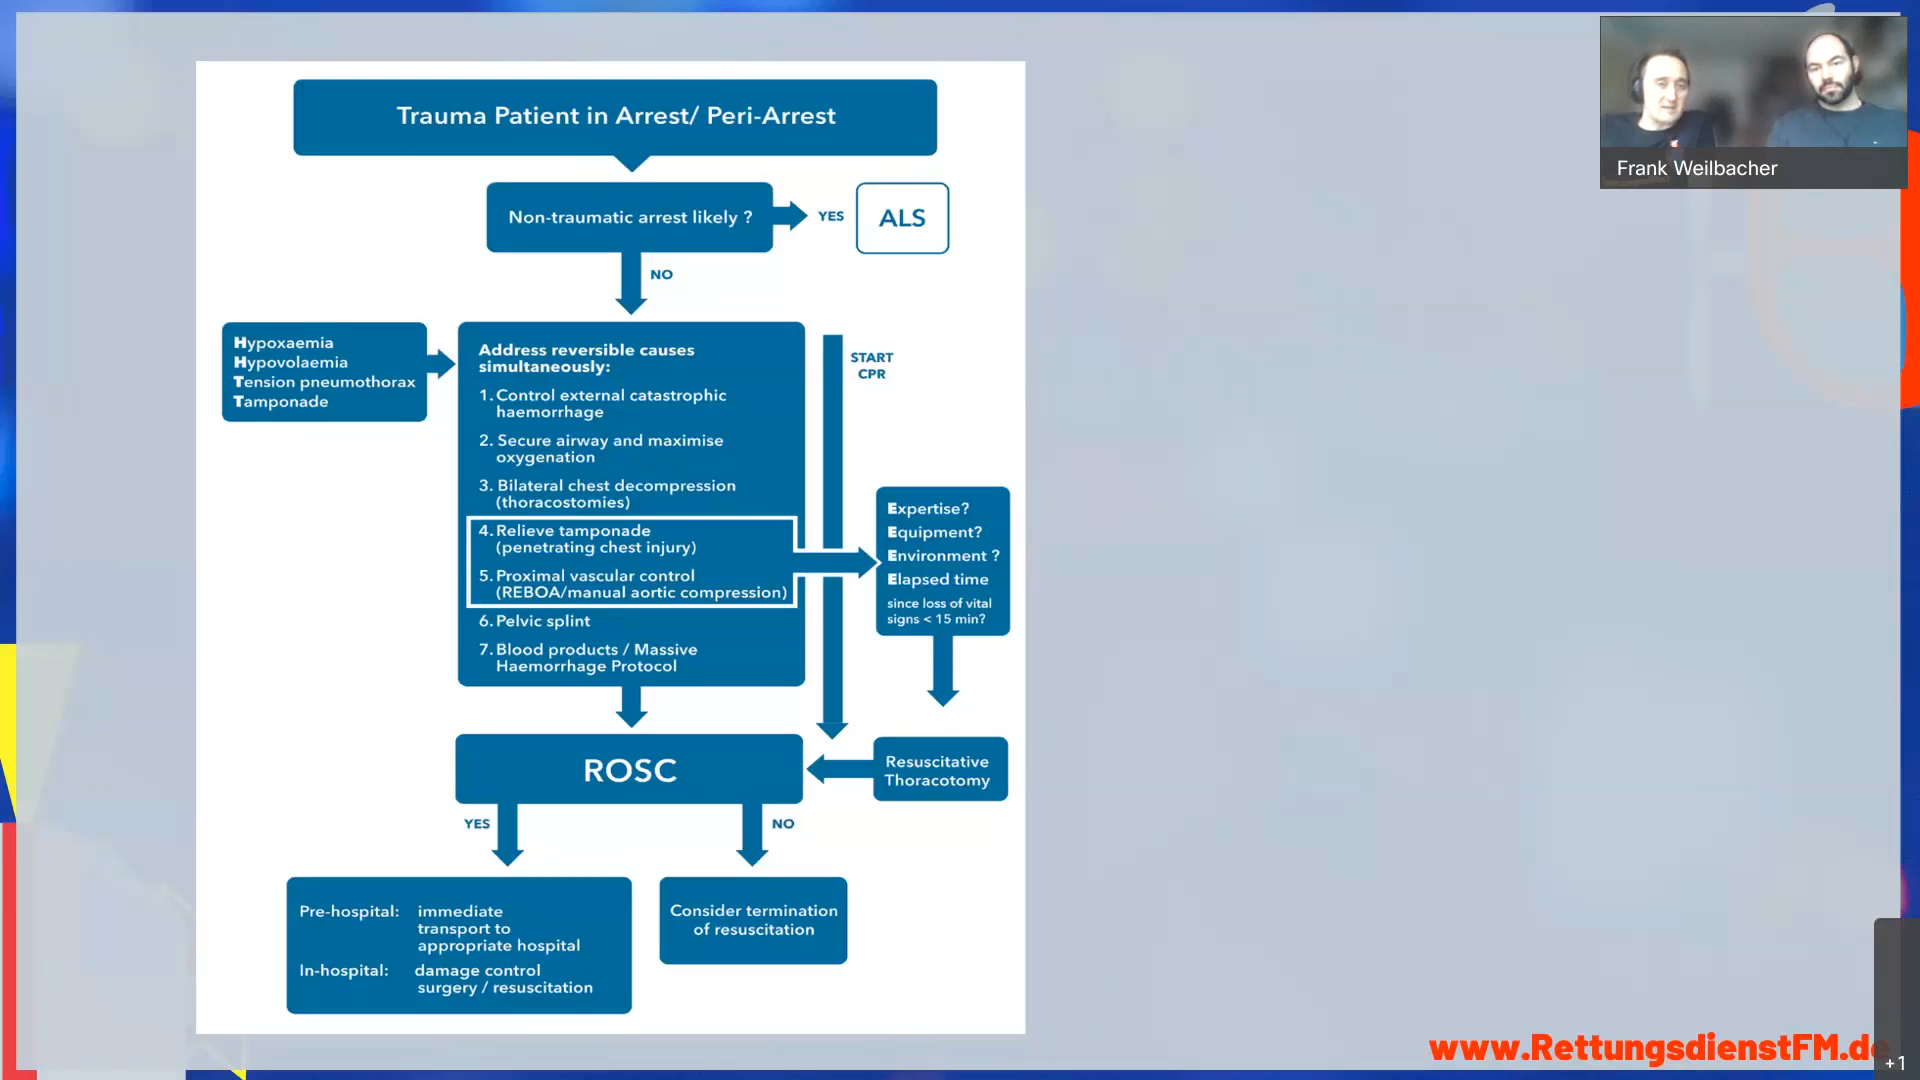 Trauma Patient in Arrest/ Peri-Arrest
Non-traumatic arrest likely ?
YES
ALS
NO
Hypoxaemia
Hypovolaemia
Tension pneumothorax
Tamponade
Address reversible causes
simultaneously:
1. Control external catastrophic
haemorrhage
2. Secure airway and maximise
oxygenation
3. Bilateral chest decompression
(thoracostomies)
4. Relieve tamponade
(penetrating chest injury)
5. Proximal vascular control
(REBOA/manual aortic compression)
6. Pelvic splint
7. Blood products / Massive
Haemorrhage Protocol
START
CPR
Expertise?
Equipment?
Environment ?
Elapsed time
since loss of vital
signs < 15 min?
Resuscitative
Thoracotomy
ROSC
YES
NO
Pre-hospital: immediate
transport to
appropriate hospital
In-hospital: damage control
surgery / resuscitation
Consider termination
of resuscitation
Frank Weilbacher
www.RettungsdienstFM.de
+1